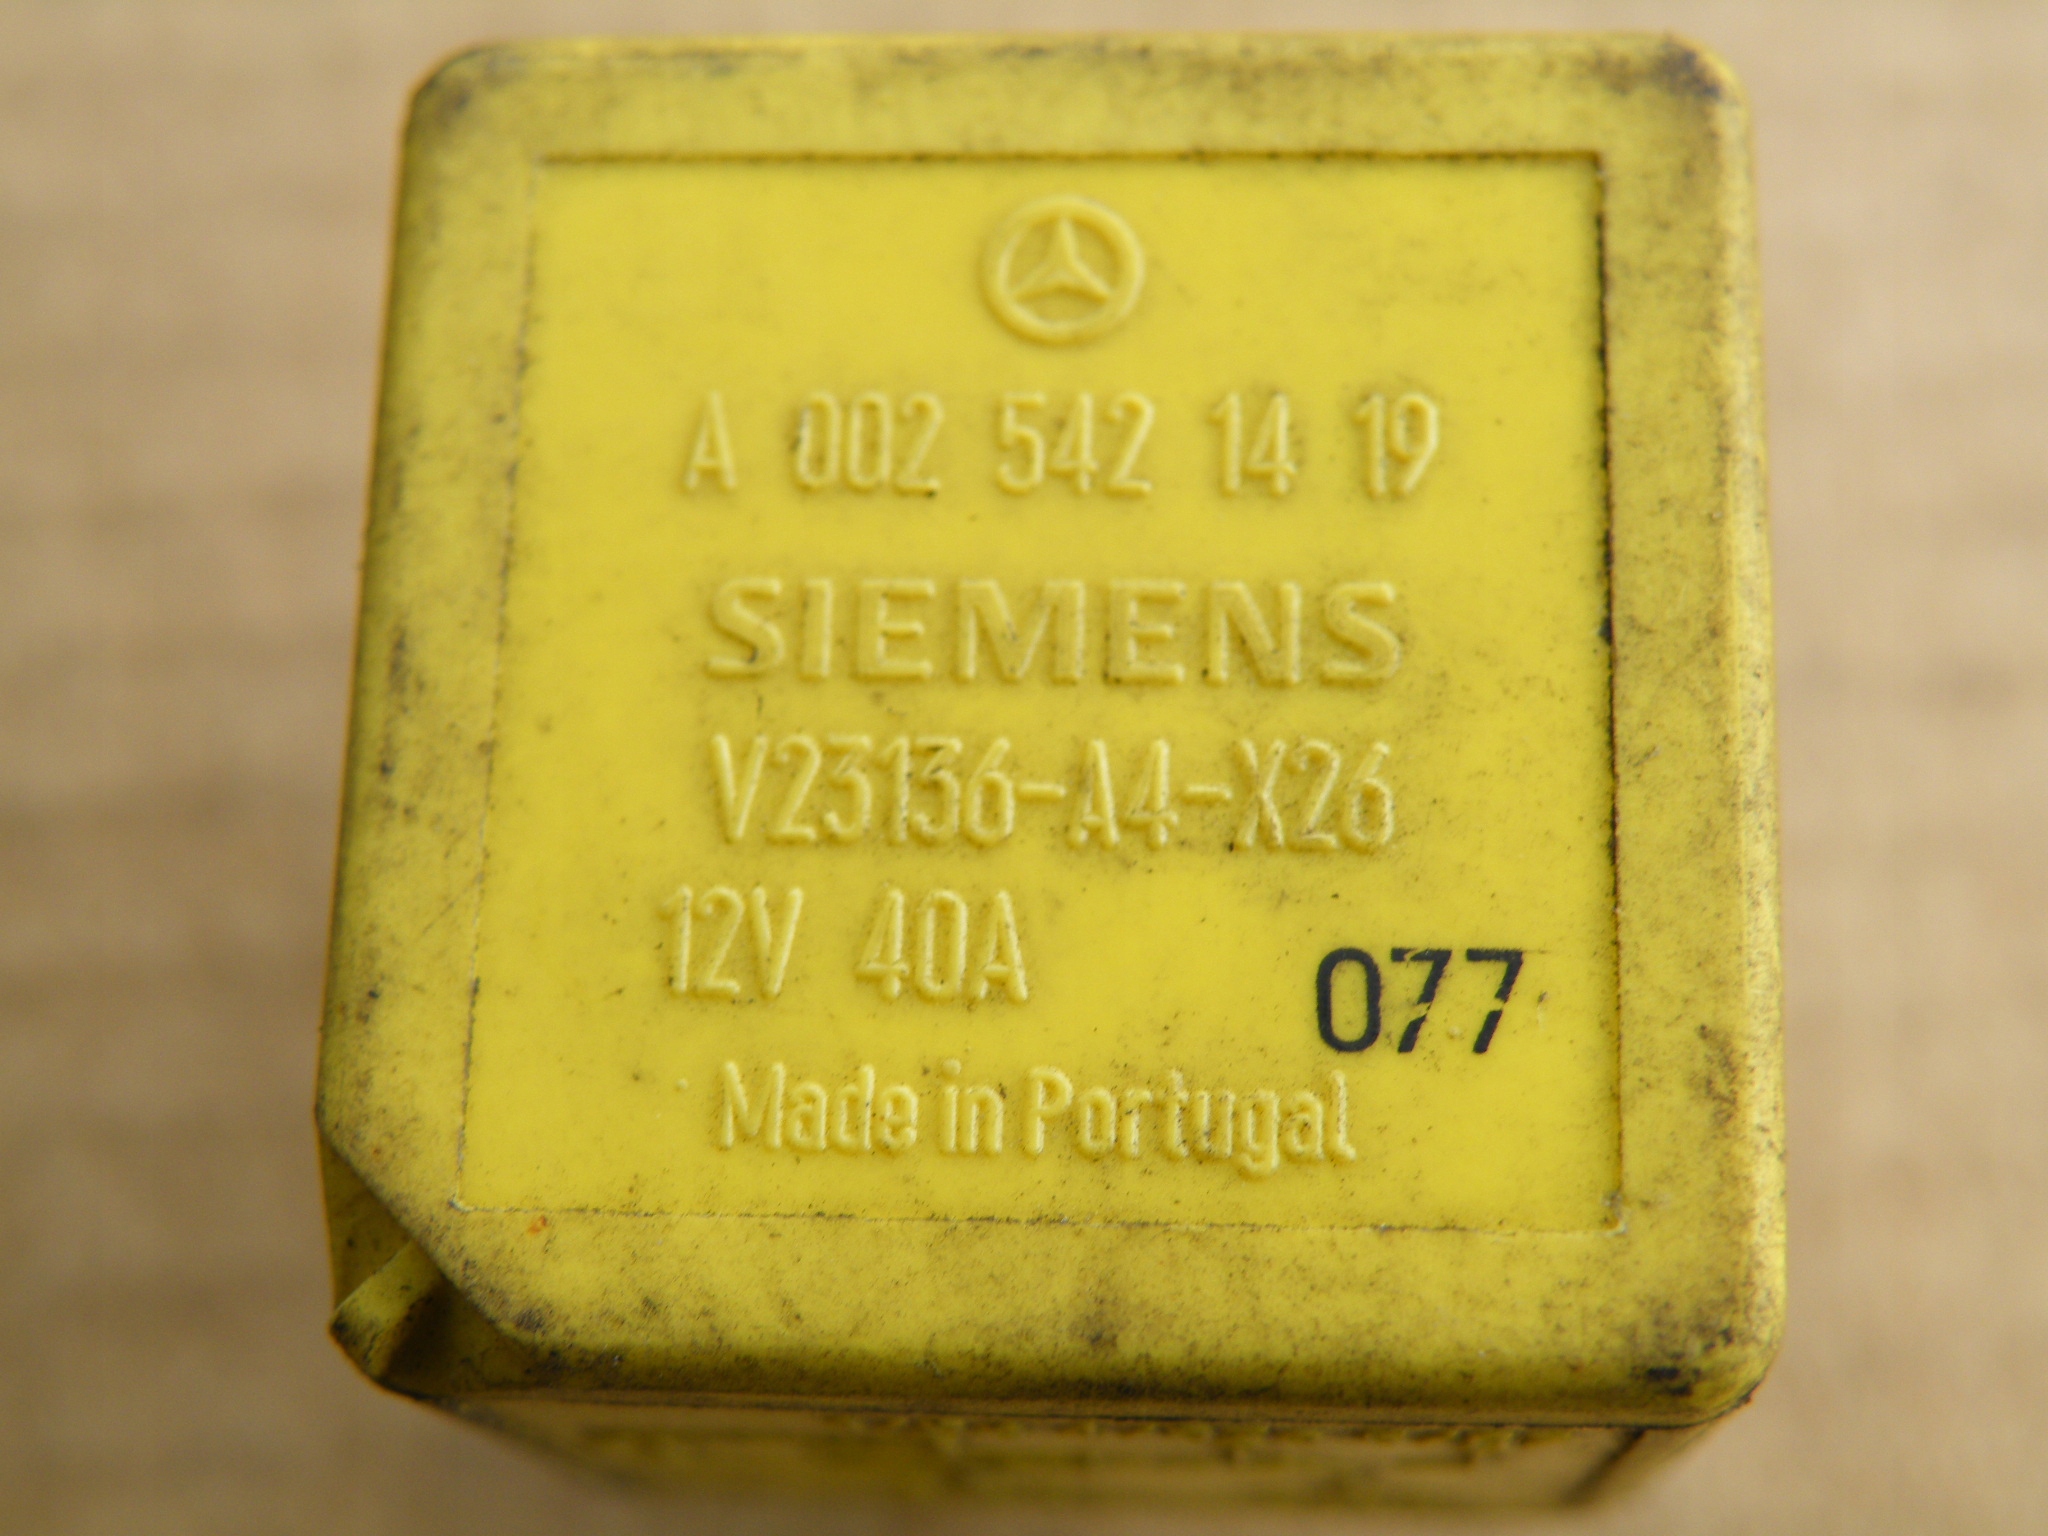 A 002 542 14 19
SIEMENS
V23136-A4-X26
12V 40A
077
Made in Portugal